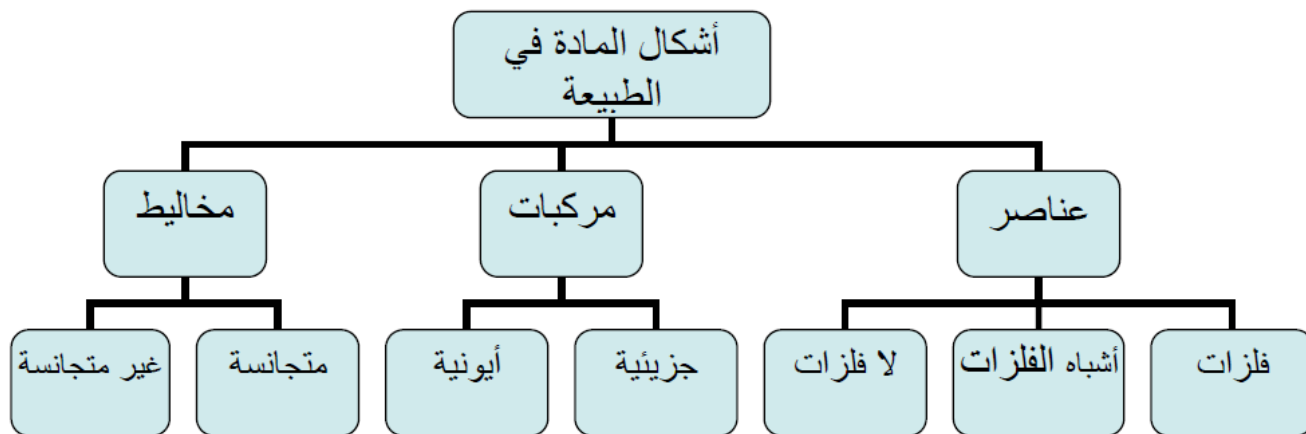 أشكال المادة في
الطبيعة
عناصر
مركبات
مخاليط
فلزات
أشباه الفلزات
لا فلزات
جزيئية
أيونية
متجانسة
غير متجانسة